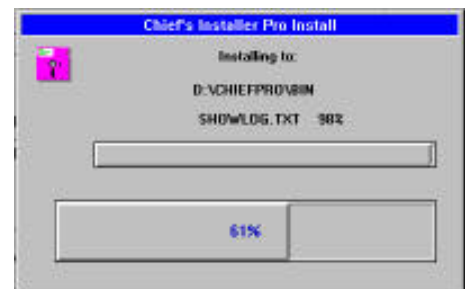 Chief's Installer Pro Install
Installing to:
D:\CHIEFPRO\BIN
SHOWLOG.TXT 98%
61%